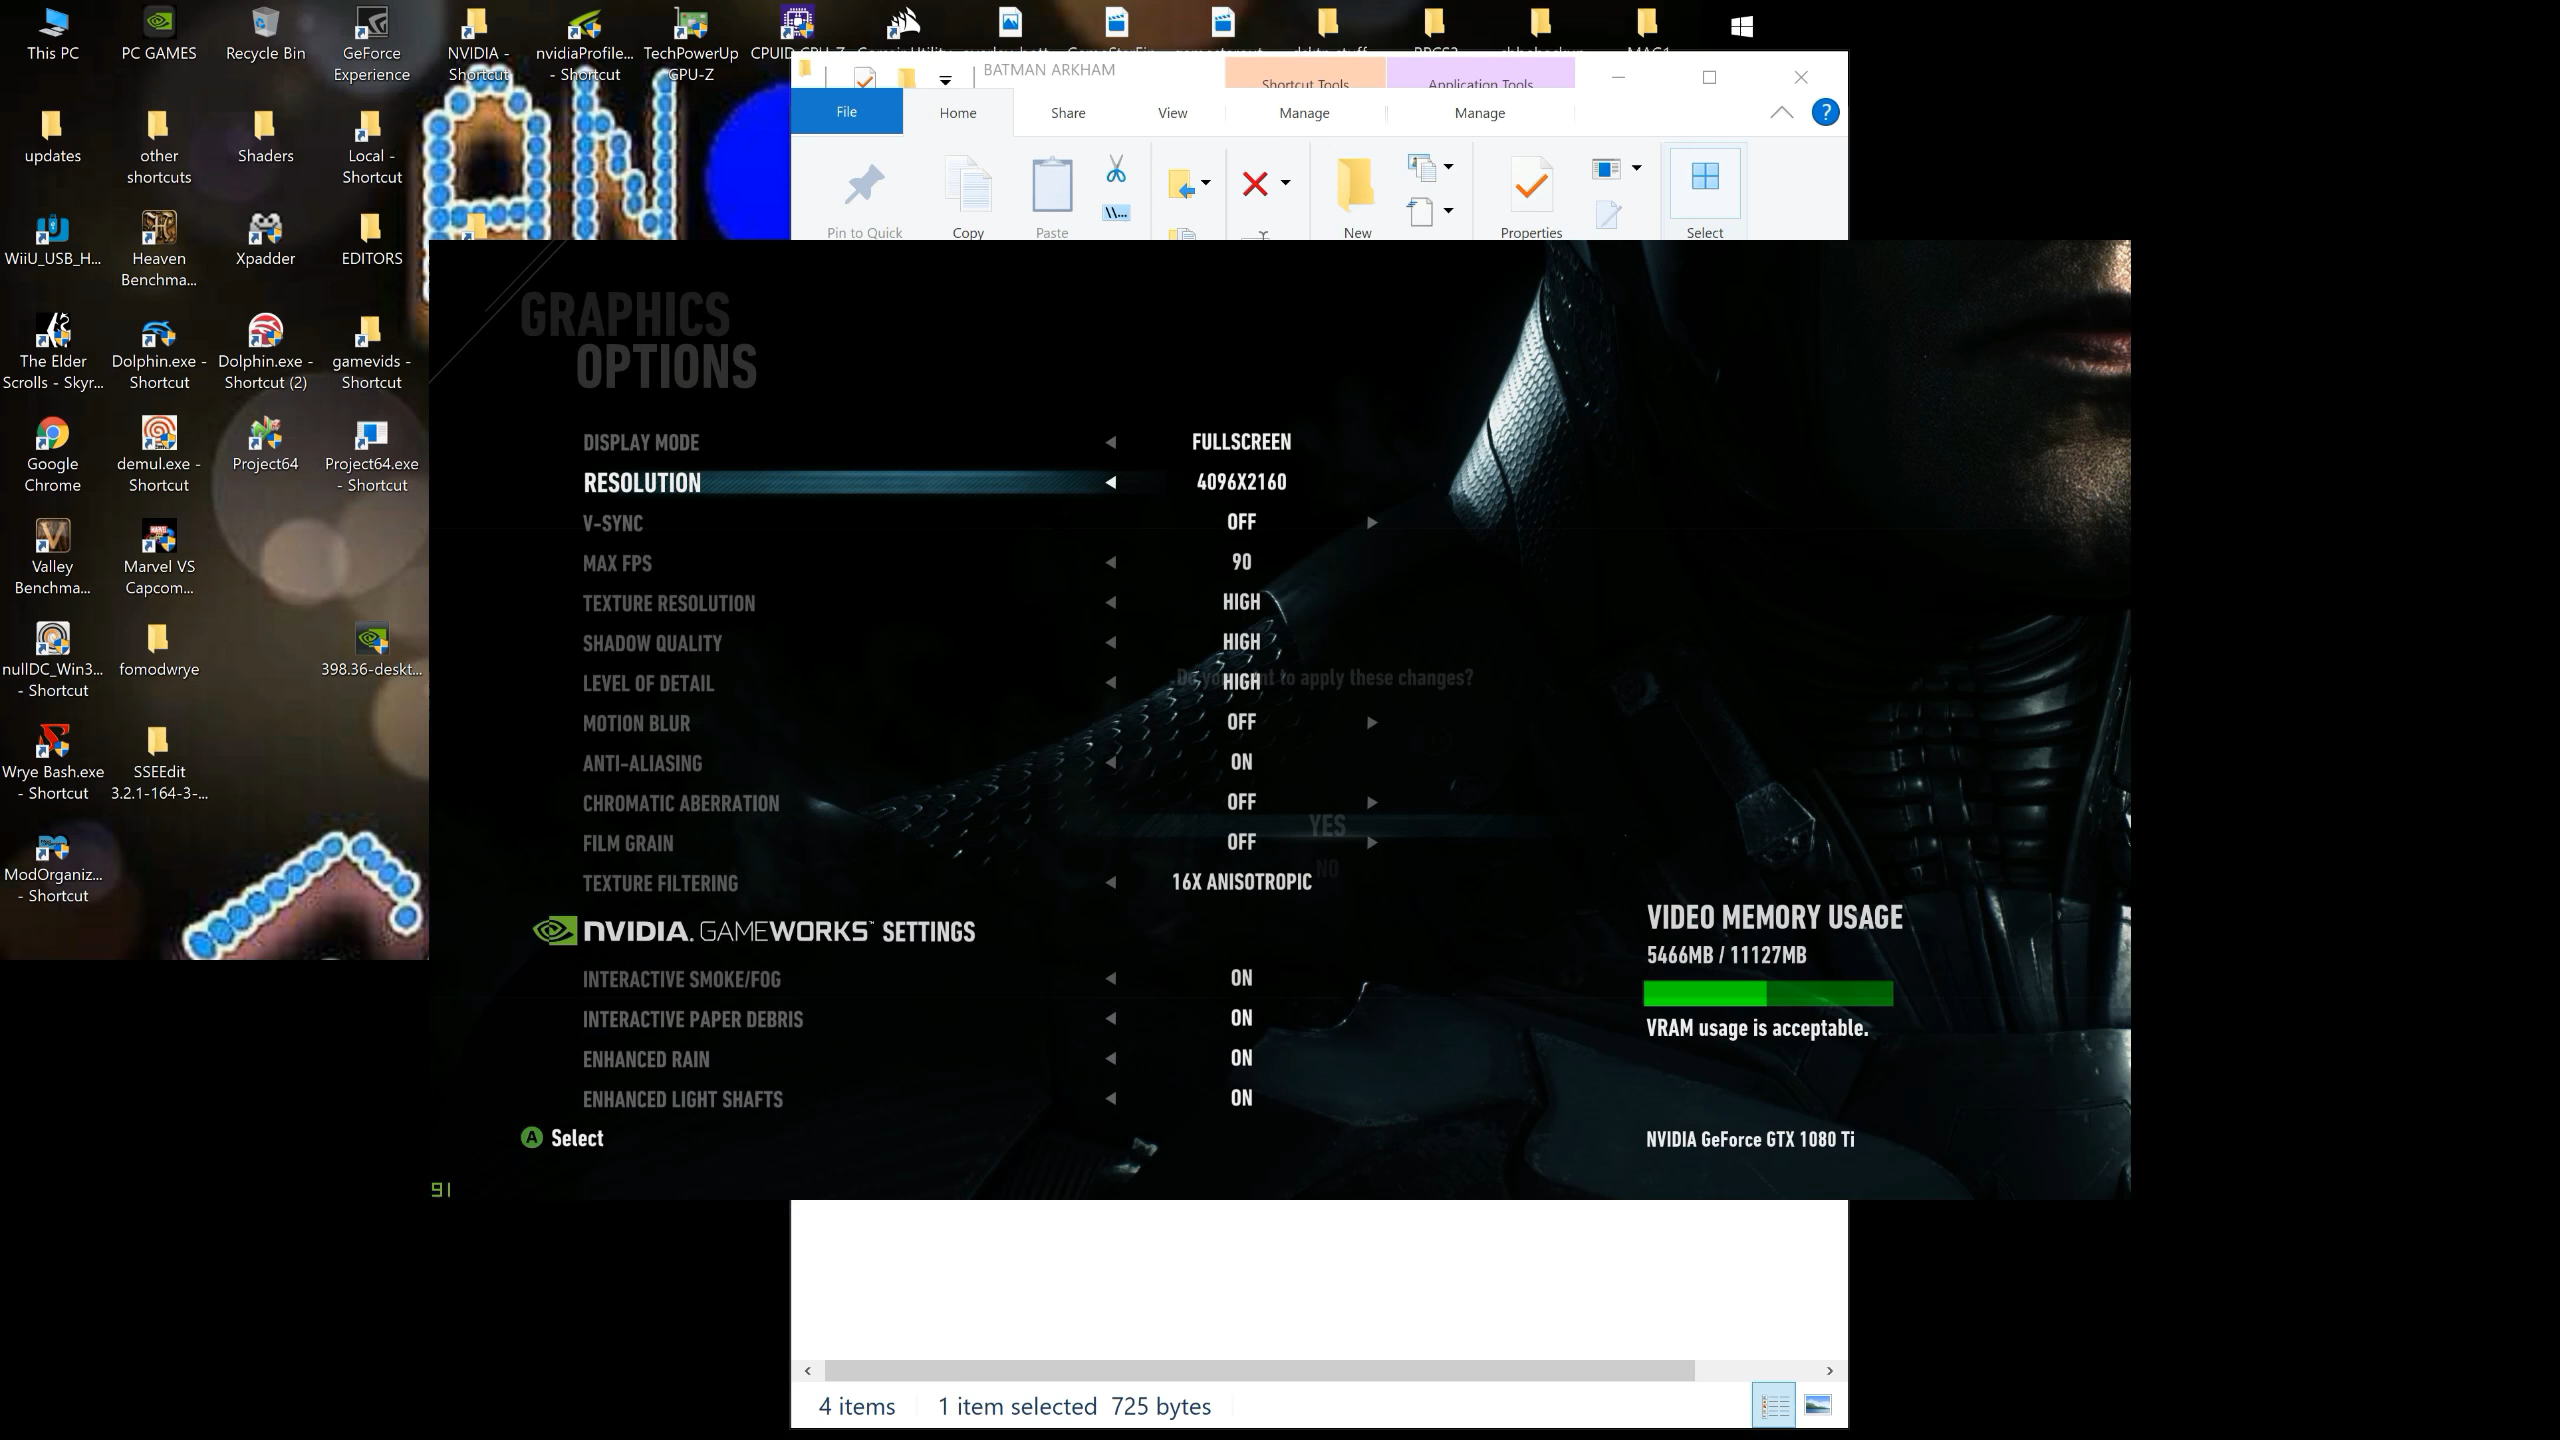 This PC
PC GAMES
Recycle Bin
GeForce
Experience
NVIDIA -
Shortcut
nvidiaProfile...
- Shortcut
TechPowerUp
GPU-Z
BATMAN ARKHAM
Shortcut Tools
Application Tools
File
Home
Share
View
Manage
Manage
?
updates
other
shortcuts
Shaders
Local -
Shortcut
Pin to Quick
Copy
Paste
New
Properties
Select
WiiU_USB_H...
Heaven
Benchma...
Xpadder
EDITORS
The Elder
Scrolls - Skyr...
Dolphin.exe -
Shortcut
Dolphin.exe -
Shortcut (2)
gamevids -
Shortcut
Google
Chrome
demul.exe -
Shortcut
Project64
Project64.exe
- Shortcut
Valley
Benchma...
Marvel VS
Capcom...
nullDC_Win3...
- Shortcut
fomodwrye
398.36-deskt...
Wrye Bash.exe
- Shortcut
SSEEdit
3.2.1-164-3-...
ModOrganiz...
- Shortcut
GRAPHICS
OPTIONS
DISPLAY MODE FULLSCREEN
RESOLUTION 4096X2160
V-SYNC OFF
MAX FPS 90
TEXTURE RESOLUTION HIGH
SHADOW QUALITY HIGH
LEVEL OF DETAIL HIGH
to apply these changes?
MOTION BLUR OFF
ANTI-ALIASING ON
CHROMATIC ABERRATION OFF
YES
FILM GRAIN OFF
NO
TEXTURE FILTERING 16X ANISOTROPIC
NVIDIA. GAMEWORKS™ SETTINGS
INTERACTIVE SMOKE/FOG ON
INTERACTIVE PAPER DEBRIS ON
ENHANCED RAIN ON
ENHANCED LIGHT SHAFTS ON
A Select
VIDEO MEMORY USAGE
5466MB / 11127MB
VRAM usage is acceptable.
NVIDIA GeForce GTX 1080 Ti
91
4 items
1 item selected 725 bytes